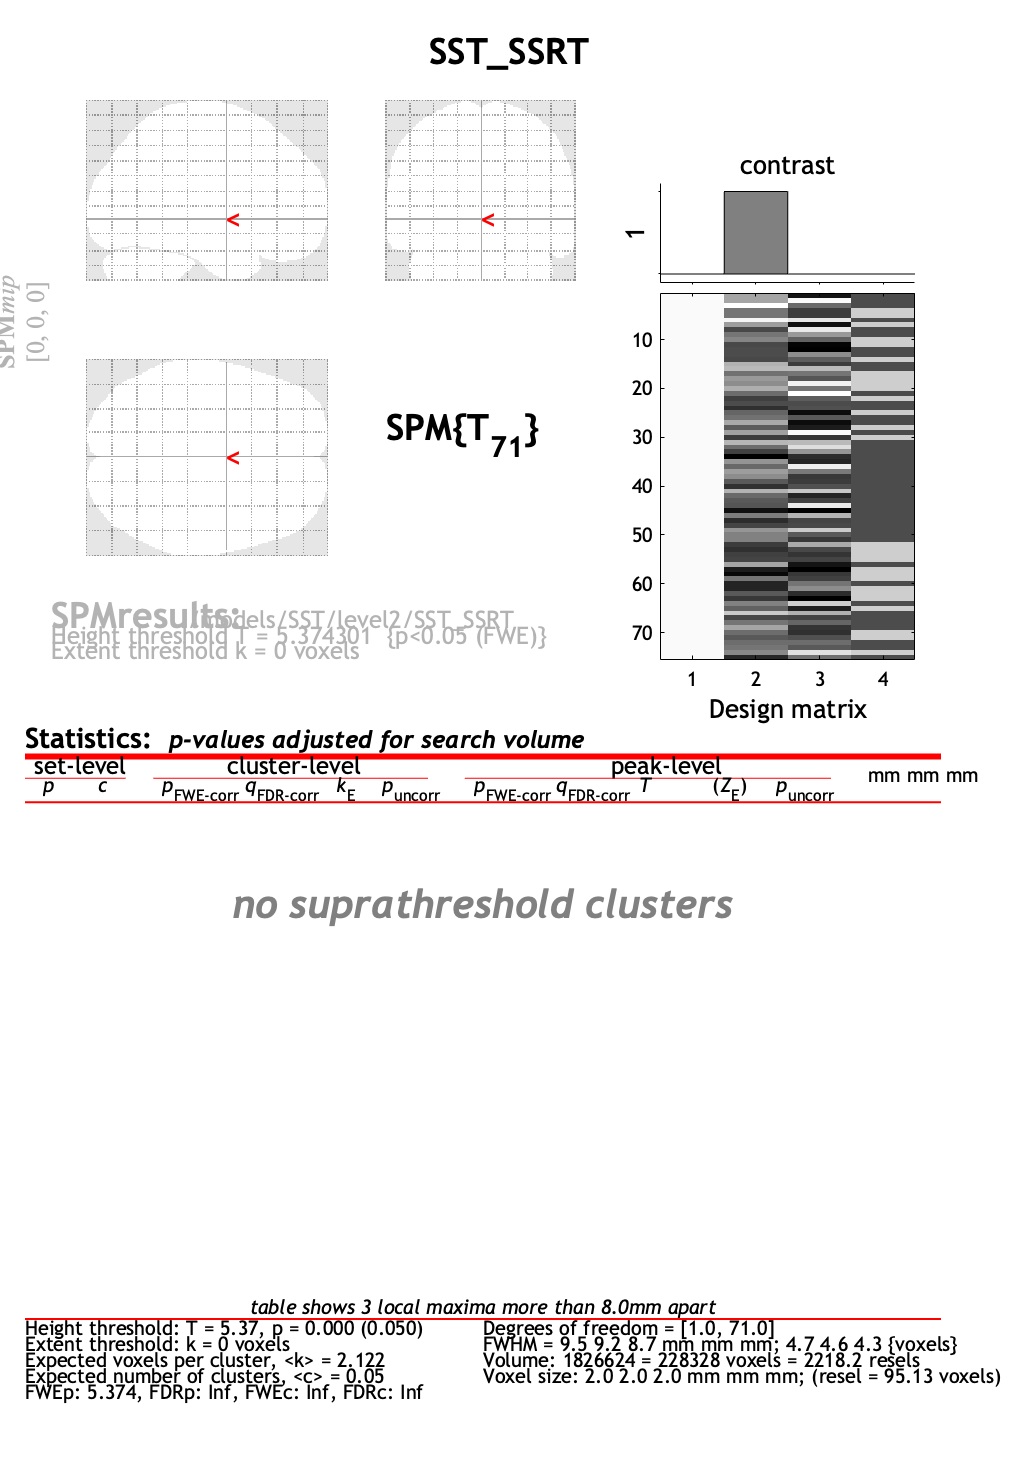 SST_SSRT
contrast
1
SPMmip
[0, 0, 0]
<
<
<
SPM{T71}
10
20
30
40
50
60
70
1 2 3 4
Design matrix
SPMresults: ./models/SST/level2/SST_SSRT
Height threshold T = 5.374301 {p<0.05 (FWE)}
Extent threshold k = 0 voxels
Statistics: p-values adjusted for search volume
set-level cluster-level peak-level mm mm mm
p c pFWE-corr qFDR-corr kE puncorr pFWE-corr qFDR-corr T (ZE) puncorr
no suprathreshold clusters
table shows 3 local maxima more than 8.0mm apart
Height threshold: T = 5.37, p = 0.000 (0.050)
Extent threshold: k = 0 voxels
Expected voxels per cluster, <k> = 2.122
Expected number of clusters, <c> = 0.05
FWEp: 5.374, FDRp: Inf, FWEc: Inf, FDRc: Inf
Degrees of freedom = [1.0, 71.0]
FWHM = 9.5 9.2 8.7 mm mm mm; 4.7 4.6 4.3 {voxels}
Volume: 1826624 = 228328 voxels = 2218.2 resels
Voxel size: 2.0 2.0 2.0 mm mm mm; (resel = 95.13 voxels)